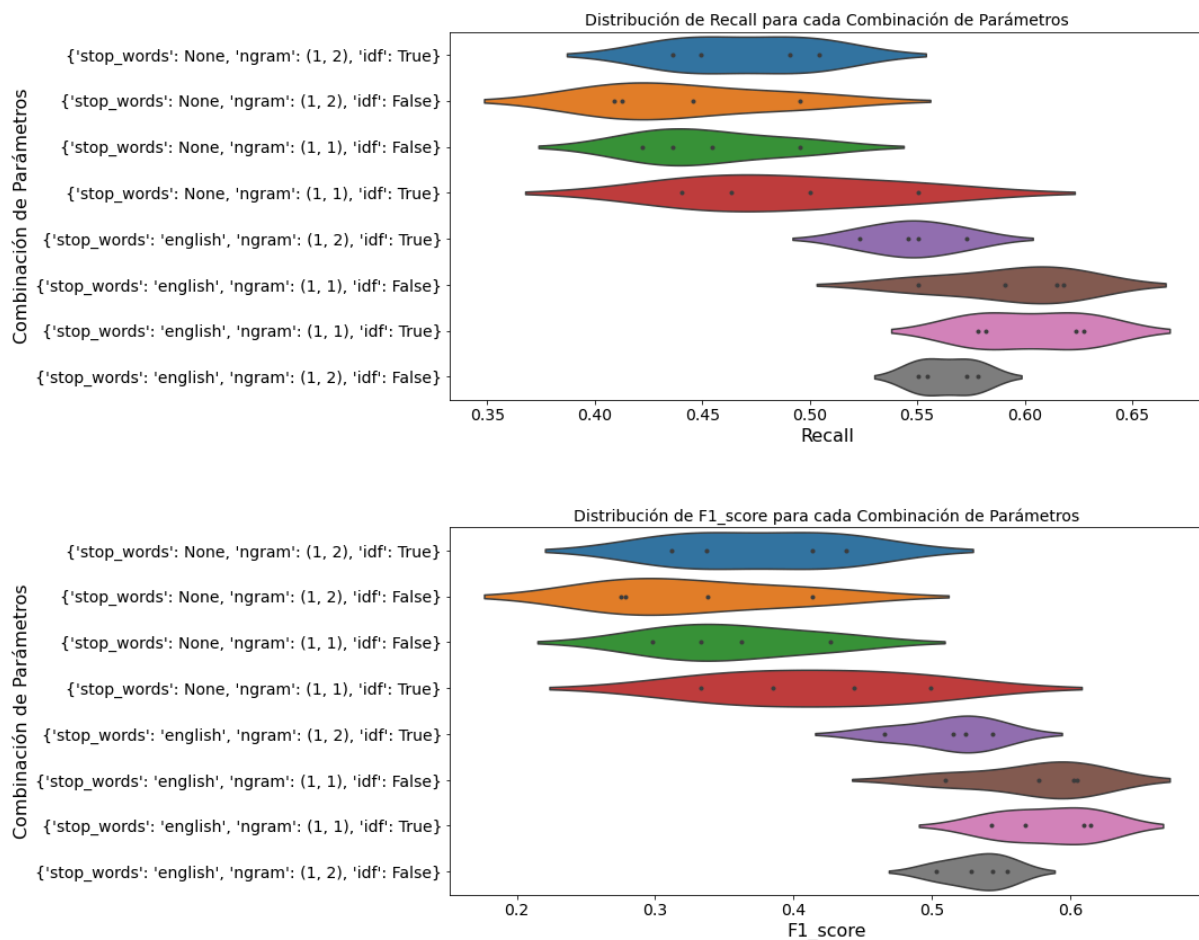 Distribución de Recall para cada Combinación de Parámetros
Combinación de Parámetros
{'stop_words': None, 'ngram': (1, 2), 'idf': True}
{'stop_words': None, 'ngram': (1, 2), 'idf': False}
{'stop_words': None, 'ngram': (1, 1), 'idf': False}
{'stop_words': None, 'ngram': (1, 1), 'idf': True}
{'stop_words': 'english', 'ngram': (1, 2), 'idf': True}
{'stop_words': 'english', 'ngram': (1, 1), 'idf': False}
{'stop_words': 'english', 'ngram': (1, 1), 'idf': True}
{'stop_words': 'english', 'ngram': (1, 2), 'idf': False}
0.35 0.40 0.45 0.50 0.55 0.60 0.65
Recall
Distribución de F1_score para cada Combinación de Parámetros
Combinación de Parámetros
{'stop_words': None, 'ngram': (1, 2), 'idf': True}
{'stop_words': None, 'ngram': (1, 2), 'idf': False}
{'stop_words': None, 'ngram': (1, 1), 'idf': False}
{'stop_words': None, 'ngram': (1, 1), 'idf': True}
{'stop_words': 'english', 'ngram': (1, 2), 'idf': True}
{'stop_words': 'english', 'ngram': (1, 1), 'idf': False}
{'stop_words': 'english', 'ngram': (1, 1), 'idf': True}
{'stop_words': 'english', 'ngram': (1, 2), 'idf': False}
0.2 0.3 0.4 0.5 0.6
F1_score